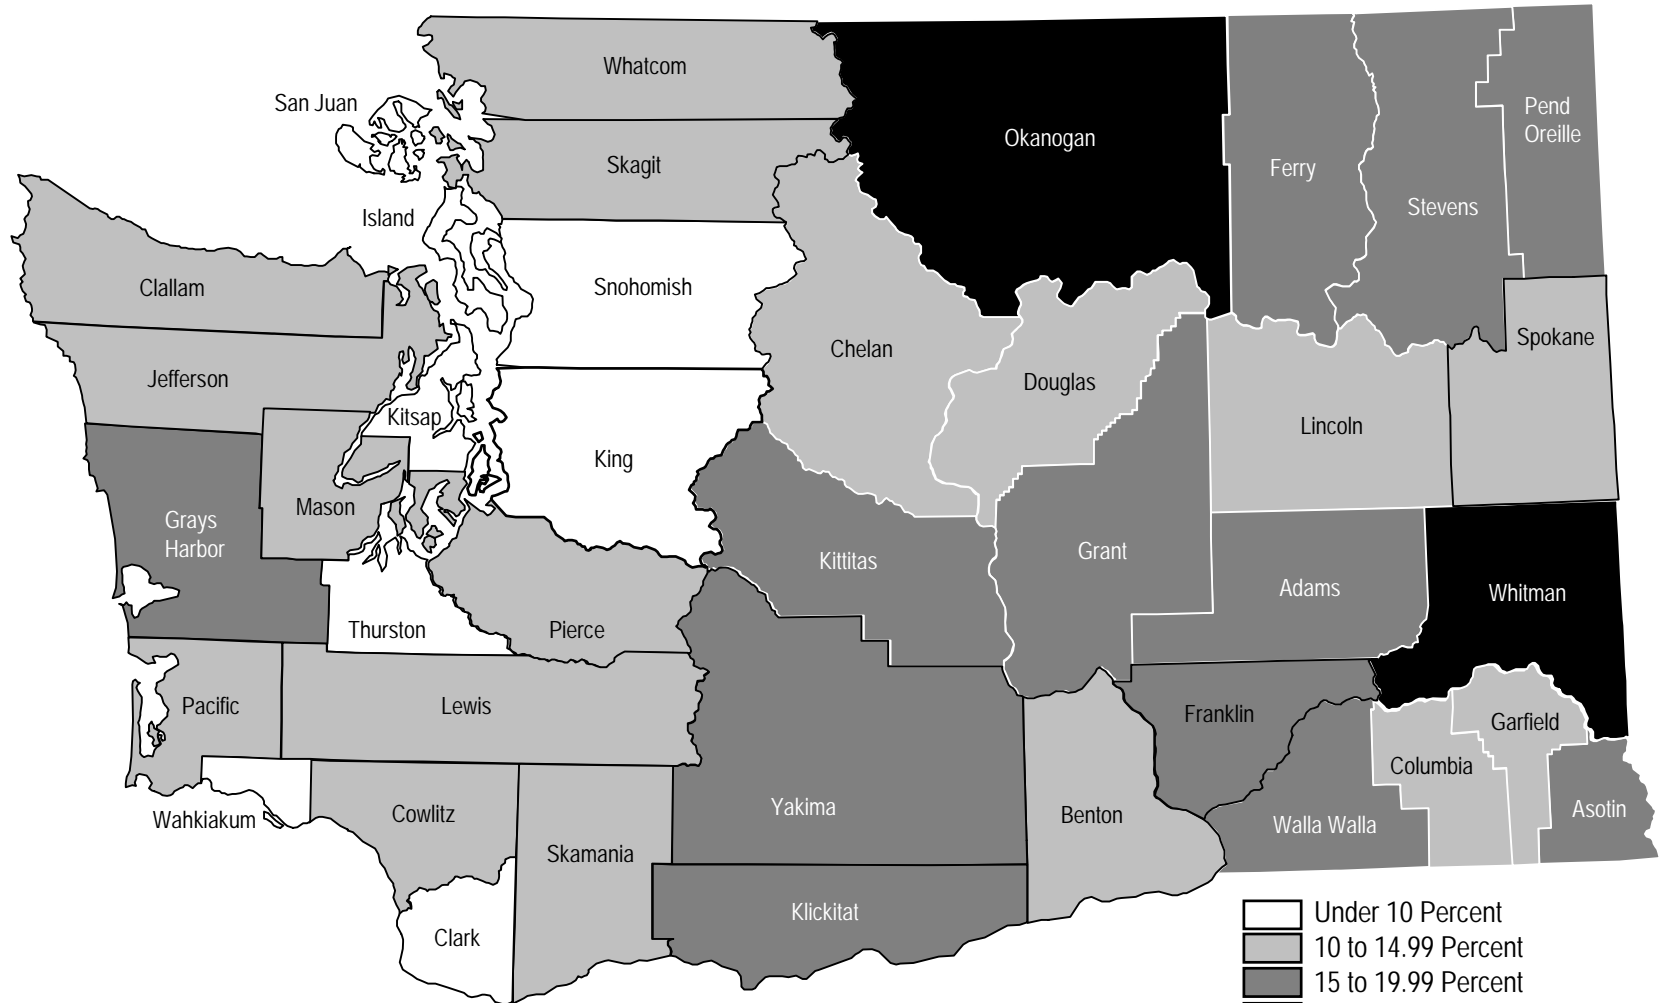 Whatcom
San Juan
Okanogan
Pend
Oreille
Ferry
Skagit
Stevens
Island
Clallam
Snohomish
Spokane
Chelan
Jefferson
Douglas
Kitsap
Lincoln
King
Mason
Grays
Harbor
Kittitas
Grant
Adams
Whitman
Thurston
Pierce
Pacific
Lewis
Franklin
Garfield
Columbia
Yakima
Asotin
Wahkiakum
Cowlitz
Benton
Walla Walla
Skamania
Klickitat
Clark
Under 10 Percent
10 to 14.99 Percent
15 to 19.99 Percent